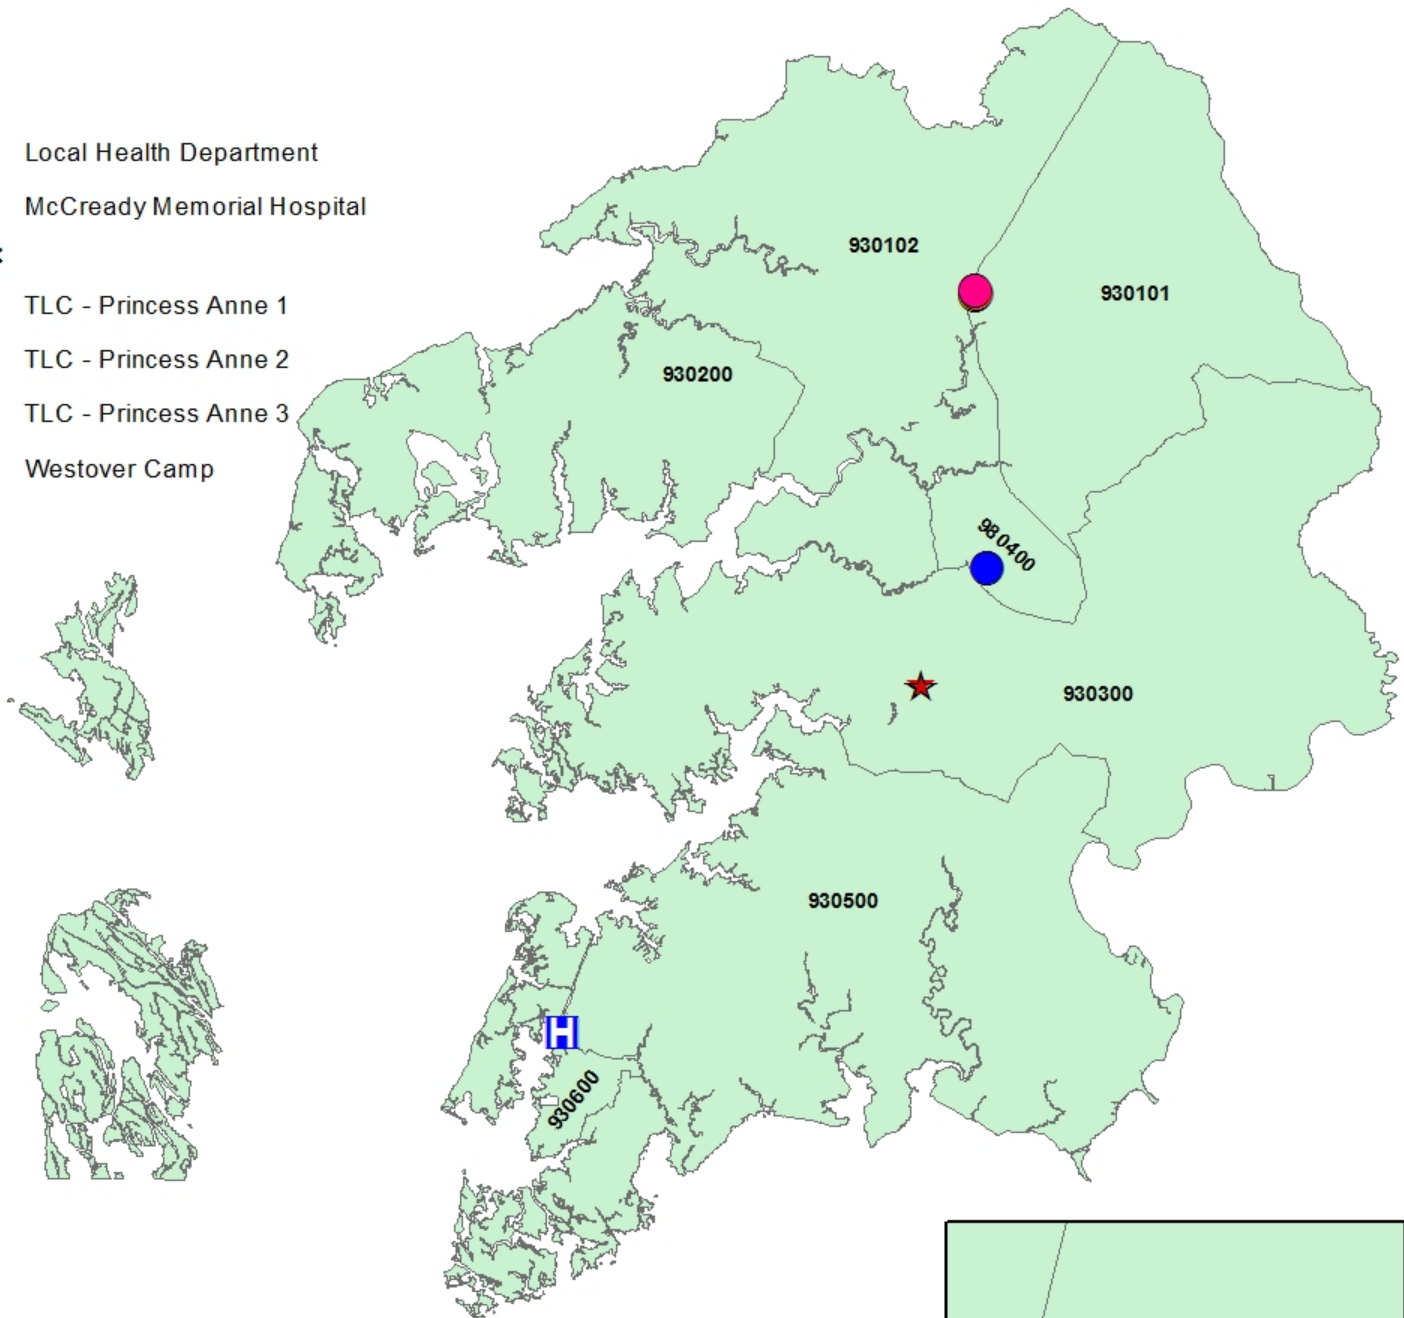 Local Health Department
McCready Memorial Hospital
:
TLC - Princess Anne 1
TLC - Princess Anne 2
TLC - Princess Anne 3
Westover Camp
930102
930101
930200
980400
930300
930500
H
930600